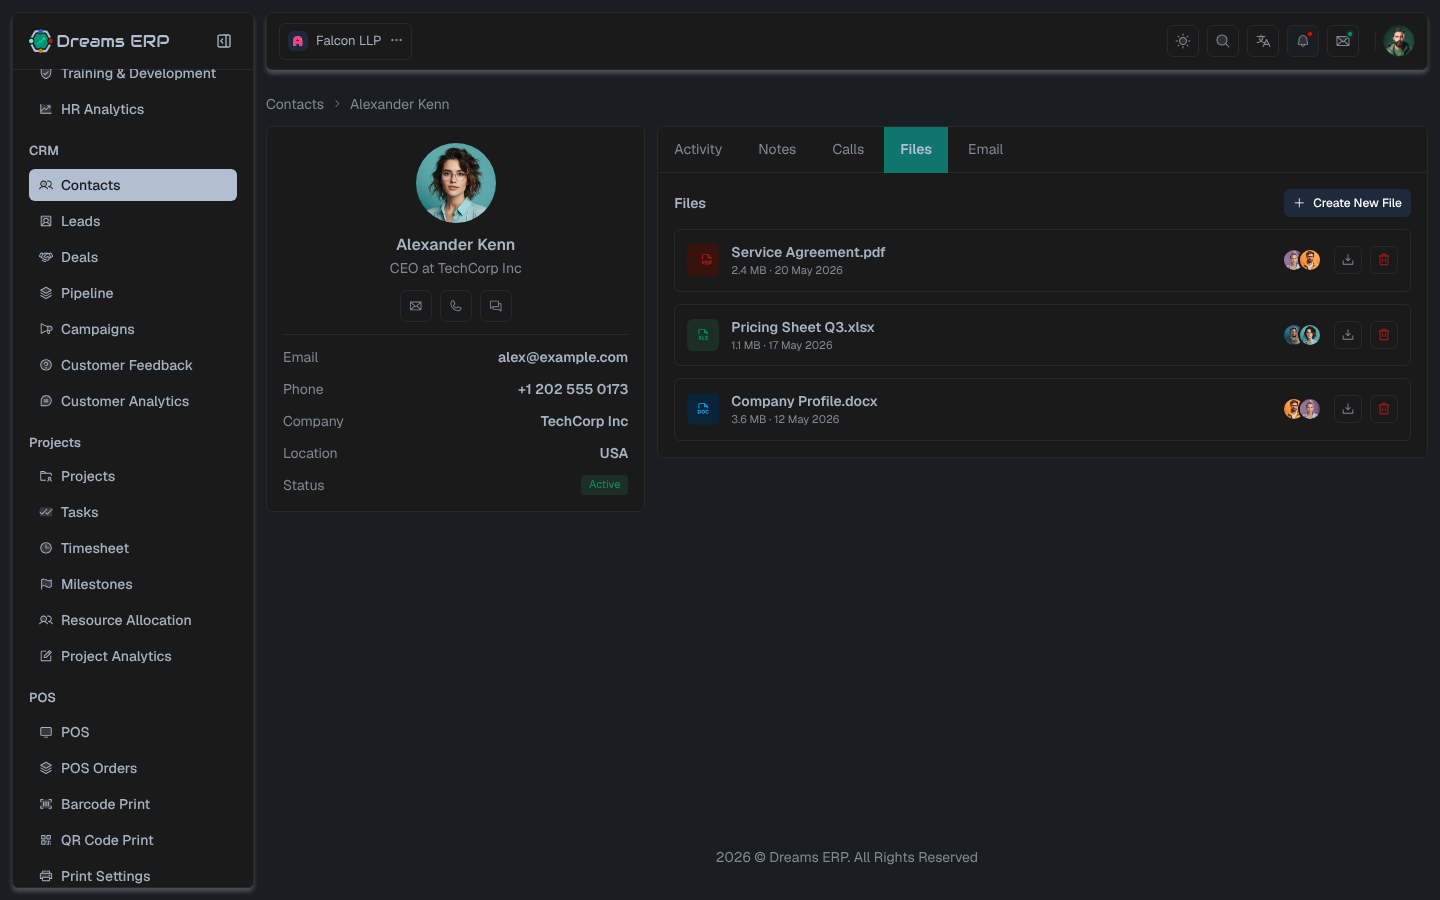 Dreams ERP
Training & Development
HR Analytics
CRM
Contacts
Leads
Deals
Pipeline
Campaigns
Customer Feedback
Customer Analytics
Projects
Projects
Tasks
Timesheet
Milestones
Resource Allocation
Project Analytics
POS
POS
POS Orders
Barcode Print
QR Code Print
Print Settings
Falcon LLP ...
Contacts > Alexander Kenn
Alexander Kenn
CEO at TechCorp Inc
Email alex@example.com
Phone +1 202 555 0173
Company TechCorp Inc
Location USA
Status Active
Activity Notes Calls Files Email
Files + Create New File
PDF
Service Agreement.pdf
2.4 MB · 20 May 2026
XLS
Pricing Sheet Q3.xlsx
1.1 MB · 17 May 2026
DOC
Company Profile.docx
3.6 MB · 12 May 2026
2026 © Dreams ERP. All Rights Reserved